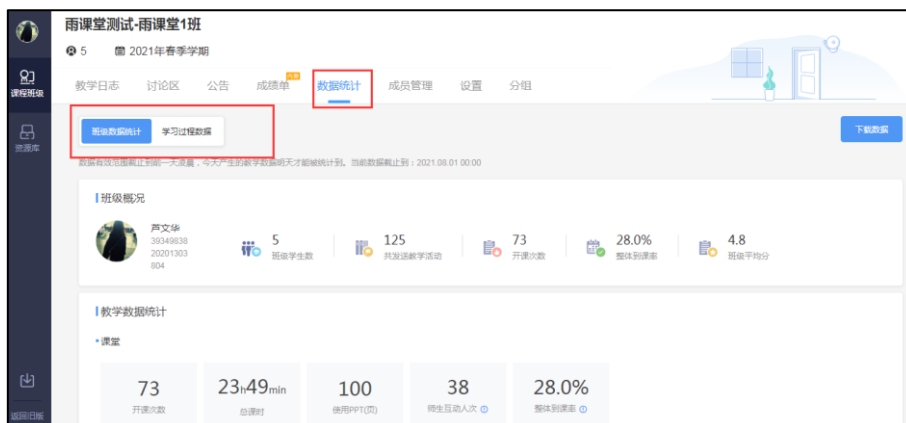 雨课堂测试-雨课堂1班
5 2021年春季学期
课程班级
教学日志 讨论区 公告 成绩单 数据统计 成员管理 设置 分组
资源库
班级数据统计 学习过程数据 下载数据
数据有效范围截止到前一天凌晨，今天产生的教学数据明天才能被统计到。当前数据截止到：2021.08.01 00:00
班级概况
芦文华
39349838
20201303
804
5
班级学生数
125
共发送教学活动
73
开课次数
28.0%
整体到课率
4.8
班级平均分
教学数据统计
课堂
73
开课次数
23h49min
总课时
100
使用PPT(页)
38
师生互动人次
28.0%
整体到课率
返回旧版